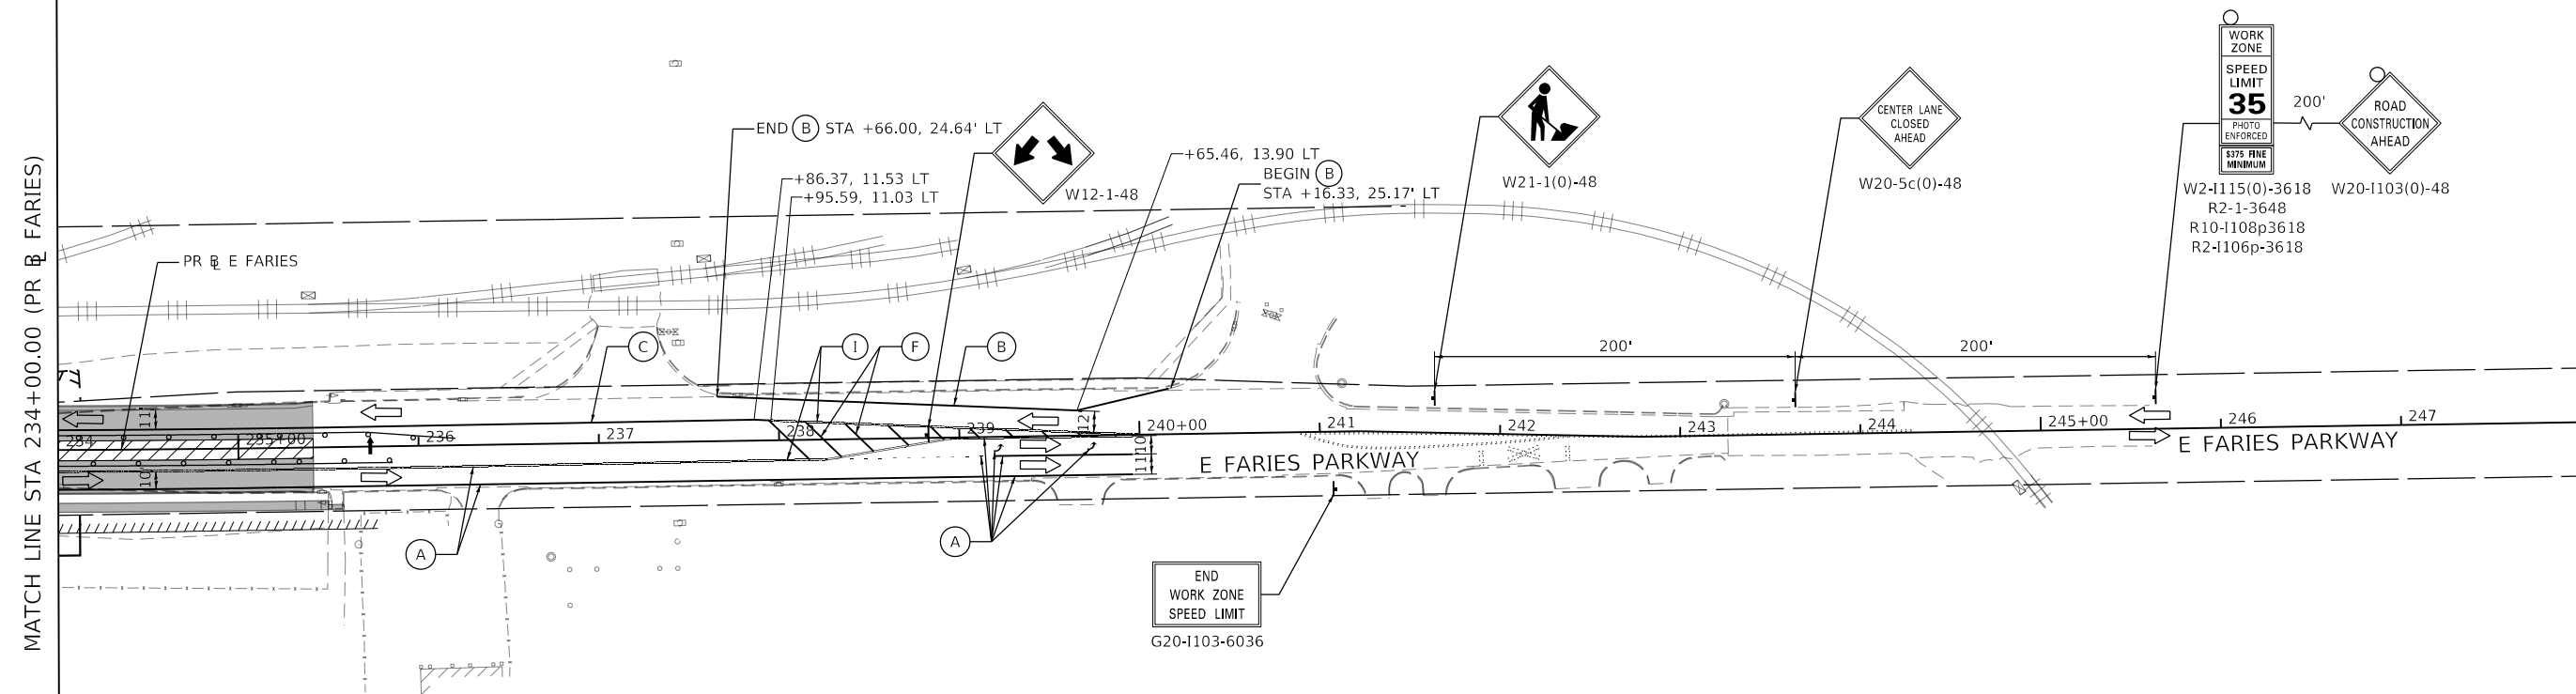 MATCH LINE STA 234+00.00 (PR BL E FARIES)
WORK
ZONE
SPEED
LIMIT
35
PHOTO
ENFORCED
$375 FINE
MINIMUM
200'
ROAD
CONSTRUCTION
AHEAD
W2-I115(0)-3618
R2-1-3648
R10-I108p3618
R2-I106p-3618
W20-I103(0)-48
CENTER LANE
CLOSED
AHEAD
W20-5c(0)-48
W21-1(0)-48
END B STA +66.00, 24.64' LT
W12-1-48
+65.46, 13.90 LT
BEGIN B
STA +16.33, 25.17' LT
+86.37, 11.53 LT
+95.59, 11.03 LT
PR BL E FARIES
C
I
F
B
200'
200'
11'
12'
234
235+00
236
237
238
239
240+00
241
242
243
244
245+00
246
247
10'
10'
11'
E FARIES PARKWAY
E FARIES PARKWAY
A
A
END
WORK ZONE
SPEED LIMIT
G20-I103-6036